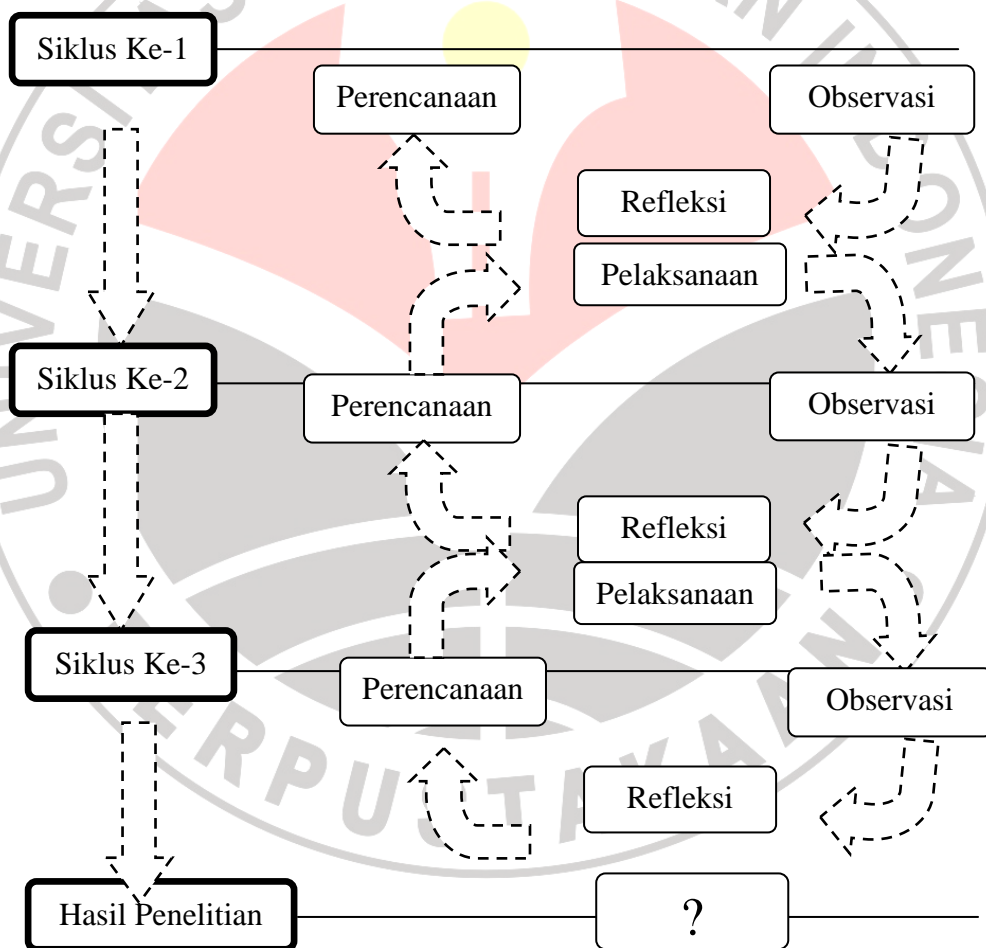 Siklus Ke-1
Perencanaan
Observasi
Refleksi
Pelaksanaan
Siklus Ke-2
Perencanaan
Observasi
Refleksi
Pelaksanaan
Siklus Ke-3
Perencanaan
Observasi
Refleksi
Hasil Penelitian
?